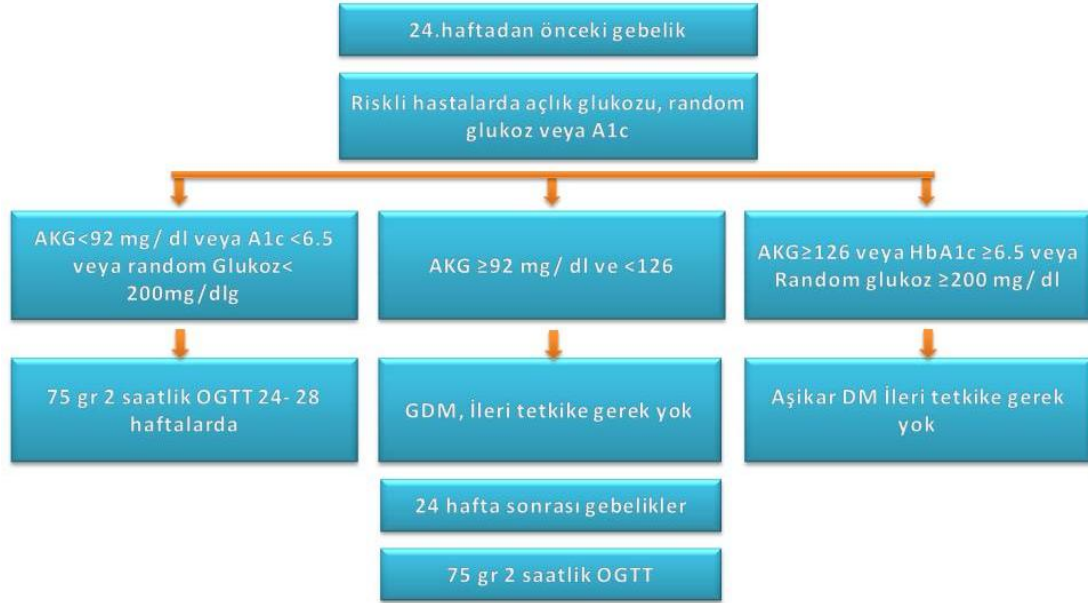 24.haftadan önceki gebelik
Riskli hastalarda açlık glukozu, random
glukoz veya A1c
AKG<92 mg/ dl veya A1c <6.5
veya random Glukoz<
200mg/dlg
AKG ≥92 mg/ dl ve <126
AKG≥126 veya HbA1c ≥6.5 veya
Random glukoz ≥200 mg/ dl
75 gr 2 saatlik OGTT 24- 28
haftalarda
GDM, İleri tetkike gerek yok
Aşikar DM İleri tetkike gerek
yok
24 hafta sonrası gebelikler
75 gr 2 saatlik OGTT